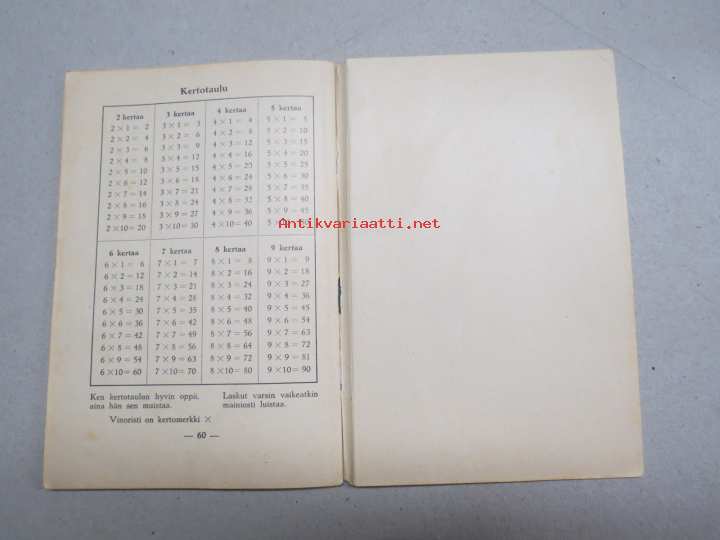 Kertotaulu
2 kertaa 3 kertaa 4 kertaa 5 kertaa
2 × 1 = 2 3 × 1 = 3 4 × 1 = 4 5 × 1 = 5
2 × 2 = 4 3 × 2 = 6 4 × 2 = 8 5 × 2 = 10
2 × 3 = 6 3 × 3 = 9 4 × 3 = 12 5 × 3 = 15
2 × 4 = 8 3 × 4 = 12 4 × 4 = 16 5 × 4 = 20
2 × 5 = 10 3 × 5 = 15 4 × 5 = 20 5 × 5 = 25
2 × 6 = 12 3 × 6 = 18 4 × 6 = 24 5 × 6 = 30
2 × 7 = 14 3 × 7 = 21 4 × 7 = 28 5 × 7 = 35
2 × 8 = 16 3 × 8 = 24 4 × 8 = 32 5 × 8 = 40
2 × 9 = 18 3 × 9 = 27 4 × 9 = 36 5 × 9 = 45
2 × 10 = 20 3 × 10 = 30 4 × 10 = 40 5
Antikvariaatti.net
6 kertaa 7 kertaa 8 kertaa 9 kertaa
6 × 1 = 6 7 × 1 = 7 8 × 1 = 8 9 × 1 = 9
6 × 2 = 12 7 × 2 = 14 8 × 2 = 16 9 × 2 = 18
6 × 3 = 18 7 × 3 = 21 8 × 3 = 24 9 × 3 = 27
6 × 4 = 24 7 × 4 = 28 8 × 4 = 32 9 × 4 = 36
6 × 5 = 30 7 × 5 = 35 8 × 5 = 40 9 × 5 = 45
6 × 6 = 36 7 × 6 = 42 8 × 6 = 48 9 × 6 = 54
6 × 7 = 42 7 × 7 = 49 8 × 7 = 56 9 × 7 = 63
6 × 8 = 48 7 × 8 = 56 8 × 8 = 64 9 × 8 = 72
6 × 9 = 54 7 × 9 = 63 8 × 9 = 72 9 × 9 = 81
6 × 10 = 60 7 × 10 = 70 8 × 10 = 80 9 × 10 = 90
Ken kertotaulun hyvin oppii,
aina hän sen muistaa.
Laskut varsin vaikeatkin
mainiosti luistaa.
Vinoristi on kertomerkki ×
— 60 —